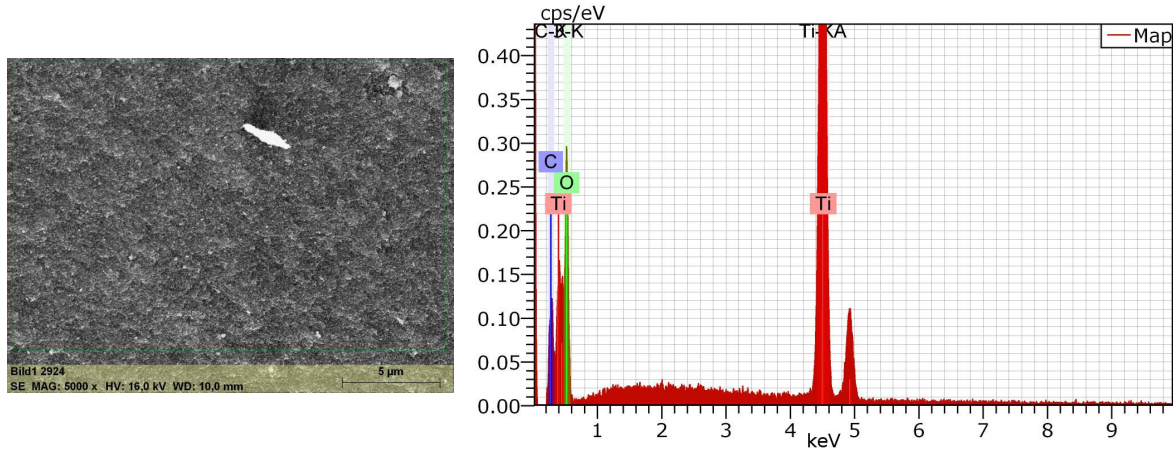 Bild1 2924
SE MAG: 5000 x HV: 16,0 kV WD: 10,0 mm
5 µm
cps/eV
Ti-KA
Map
0.40
0.35
0.30
C
0.25
O
Ti
Ti
0.20
0.15
0.10
0.05
0.00
1 2 3 4 5 6 7 8 9
keV